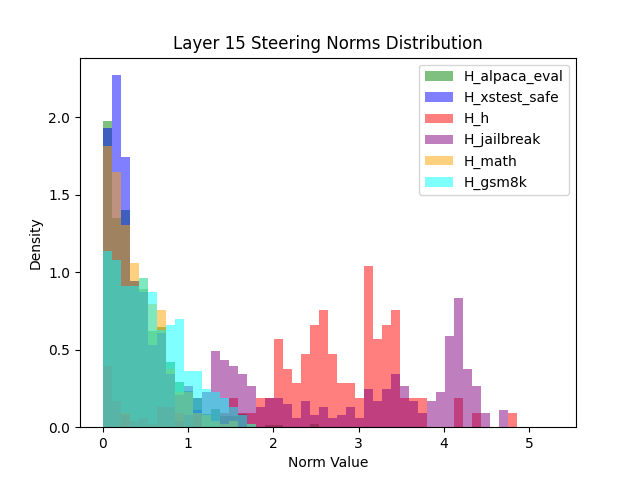 Layer 15 Steering Norms Distribution
H_alpaca_eval
H_xstest_safe
H_h
H_jailbreak
H_math
H_gsm8k
2.0
1.5
1.0
0.5
0.0
Density
0 1 2 3 4 5
Norm Value